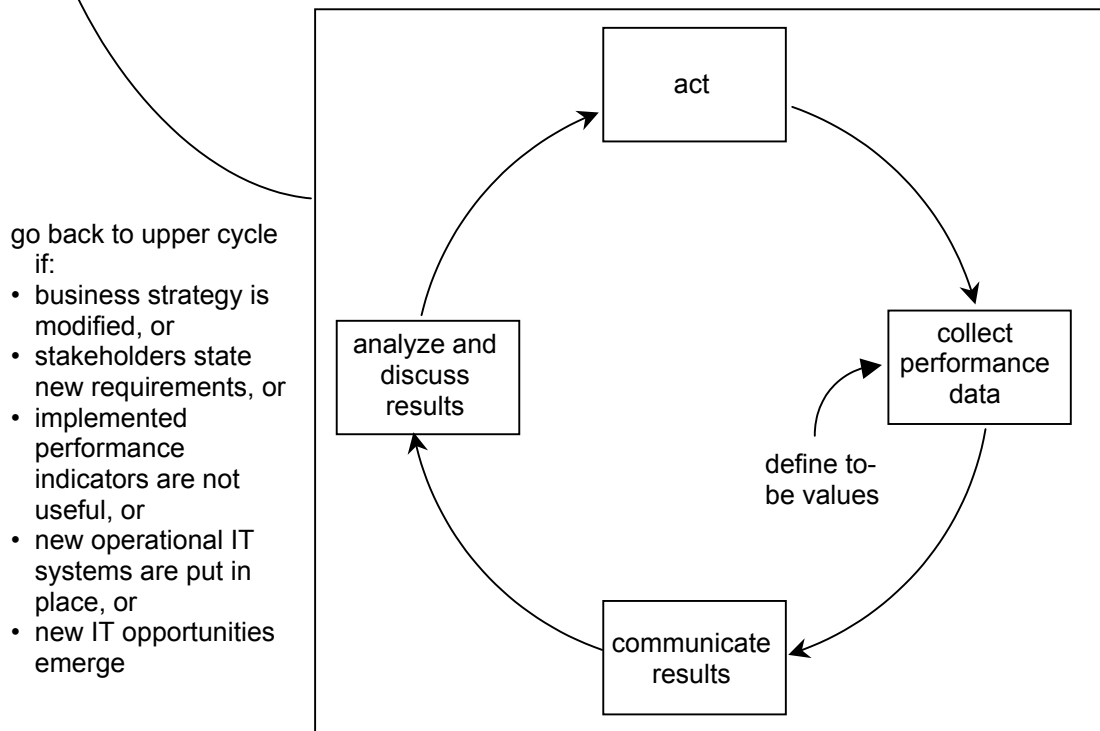 act
go back to upper cycle
if:
• business strategy is
modified, or
• stakeholders state
new requirements, or
• implemented
performance
indicators are not
useful, or
• new operational IT
systems are put in
place, or
• new IT opportunities
emerge
analyze and
discuss
results
collect
performance
data
define to-
be values
communicate
results